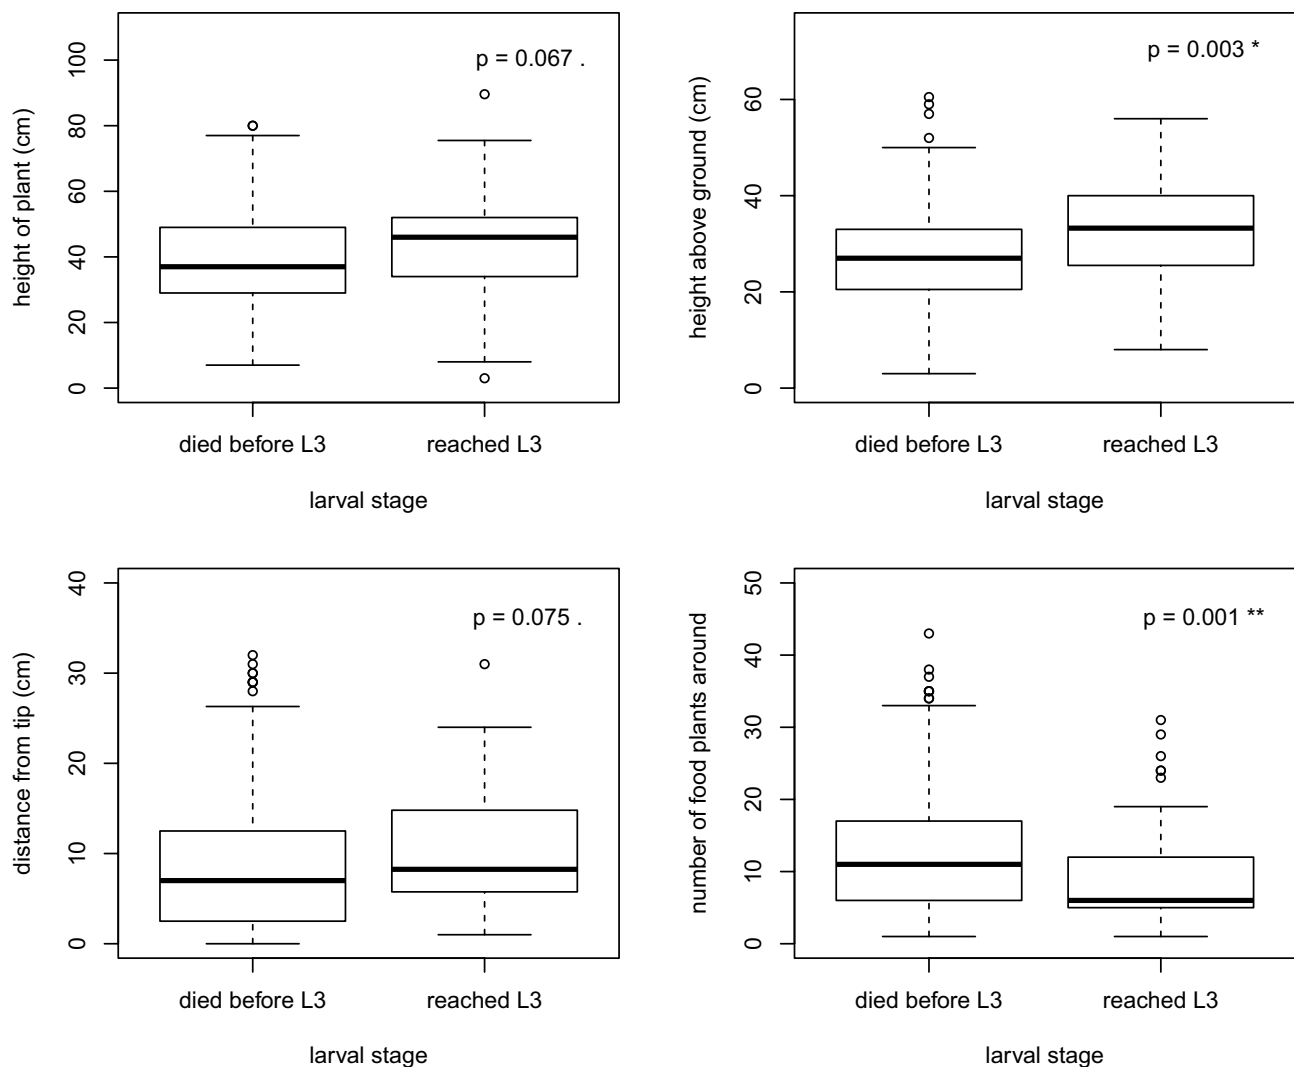 height of plant (cm)
0
20
40
60
80
100
p = 0.067 .
died before L3
reached L3
larval stage
height above ground (cm)
0
20
40
60
p = 0.003 *
died before L3
reached L3
larval stage
distance from tip (cm)
0
10
20
30
40
p = 0.075 .
died before L3
reached L3
larval stage
number of food plants around
0
10
20
30
40
50
p = 0.001 **
died before L3
reached L3
larval stage